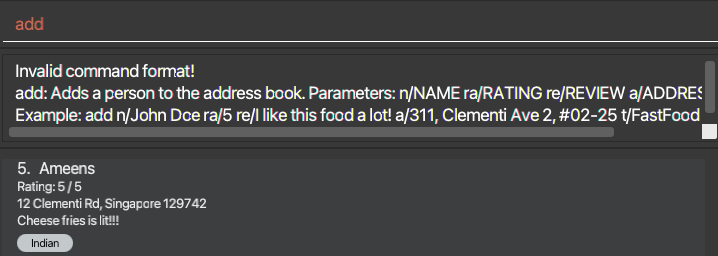 add
Invalid command format!
add: Adds a person to the address book. Parameters: n/NAME ra/RATING re/REVIEW a/ADDRES
Example: add n/John Dce ra/5 re/I like this food a lot! a/311, Clementi Ave 2, #02-25 t/FastFood
5. Ameens
Rating: 5 / 5
12 Clementi Rd, Singapore 129742
Cheese fries is lit!!!
Indian